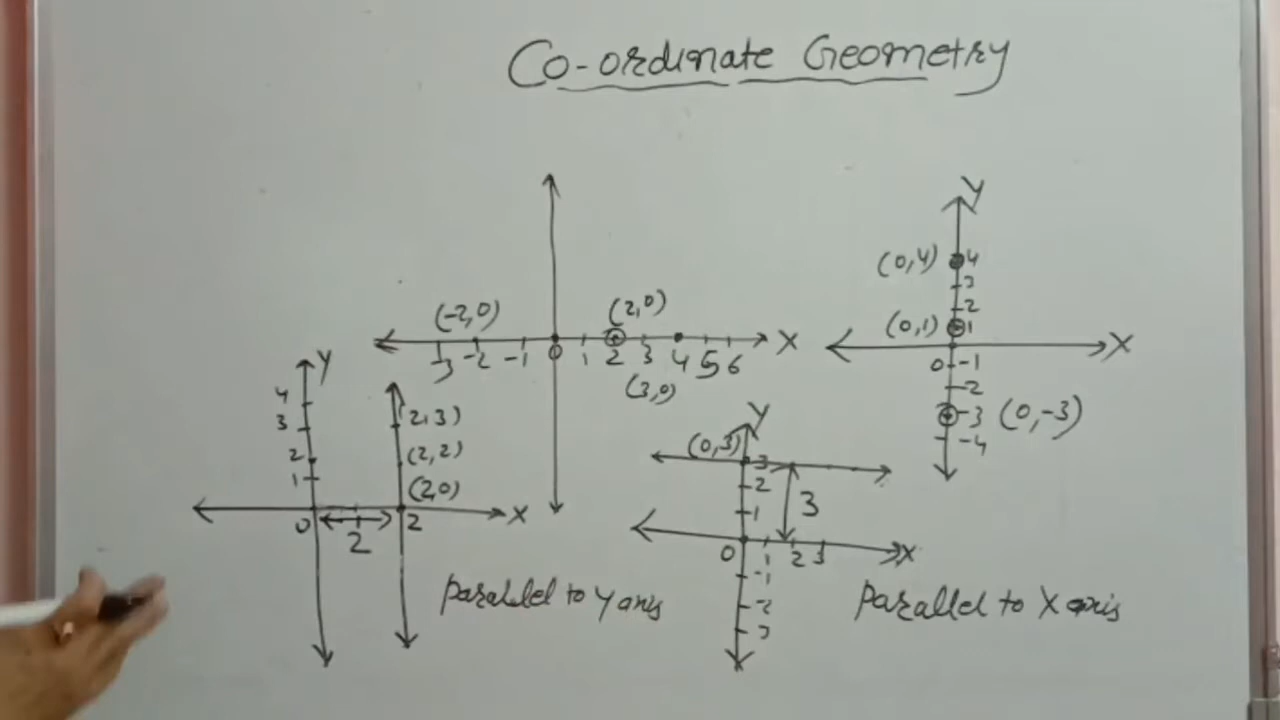 Co-ordinate Geometry
(-2,0) (2,0) X
-3 -2 -1 0 1 2 3 4 5 6
(3,0)
Y
(0,4) 4
3
2
(0,1) 1
X
0 -1
-2
-3 (0,-3)
-4
Y
4
3
2
1
0 2 X
2
(2,3)
(2,2)
(2,0)
Parallel to Y axis
Y
(0,3) 3
2
1
3
0 1 2 3 X
-1
-2
-3
Parallel to X axis